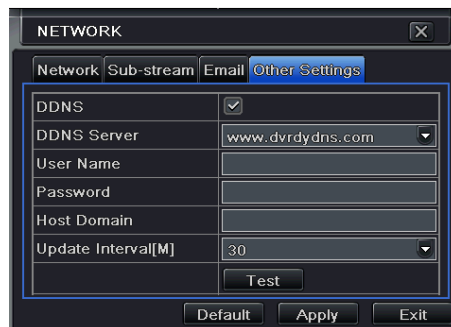 NETWORK
Network Sub-stream Email Other Settings
DDNS
DDNS Server www.dvrdydns.com
User Name
Password
Host Domain
Update Interval[M] 30
Test
Default Apply Exit